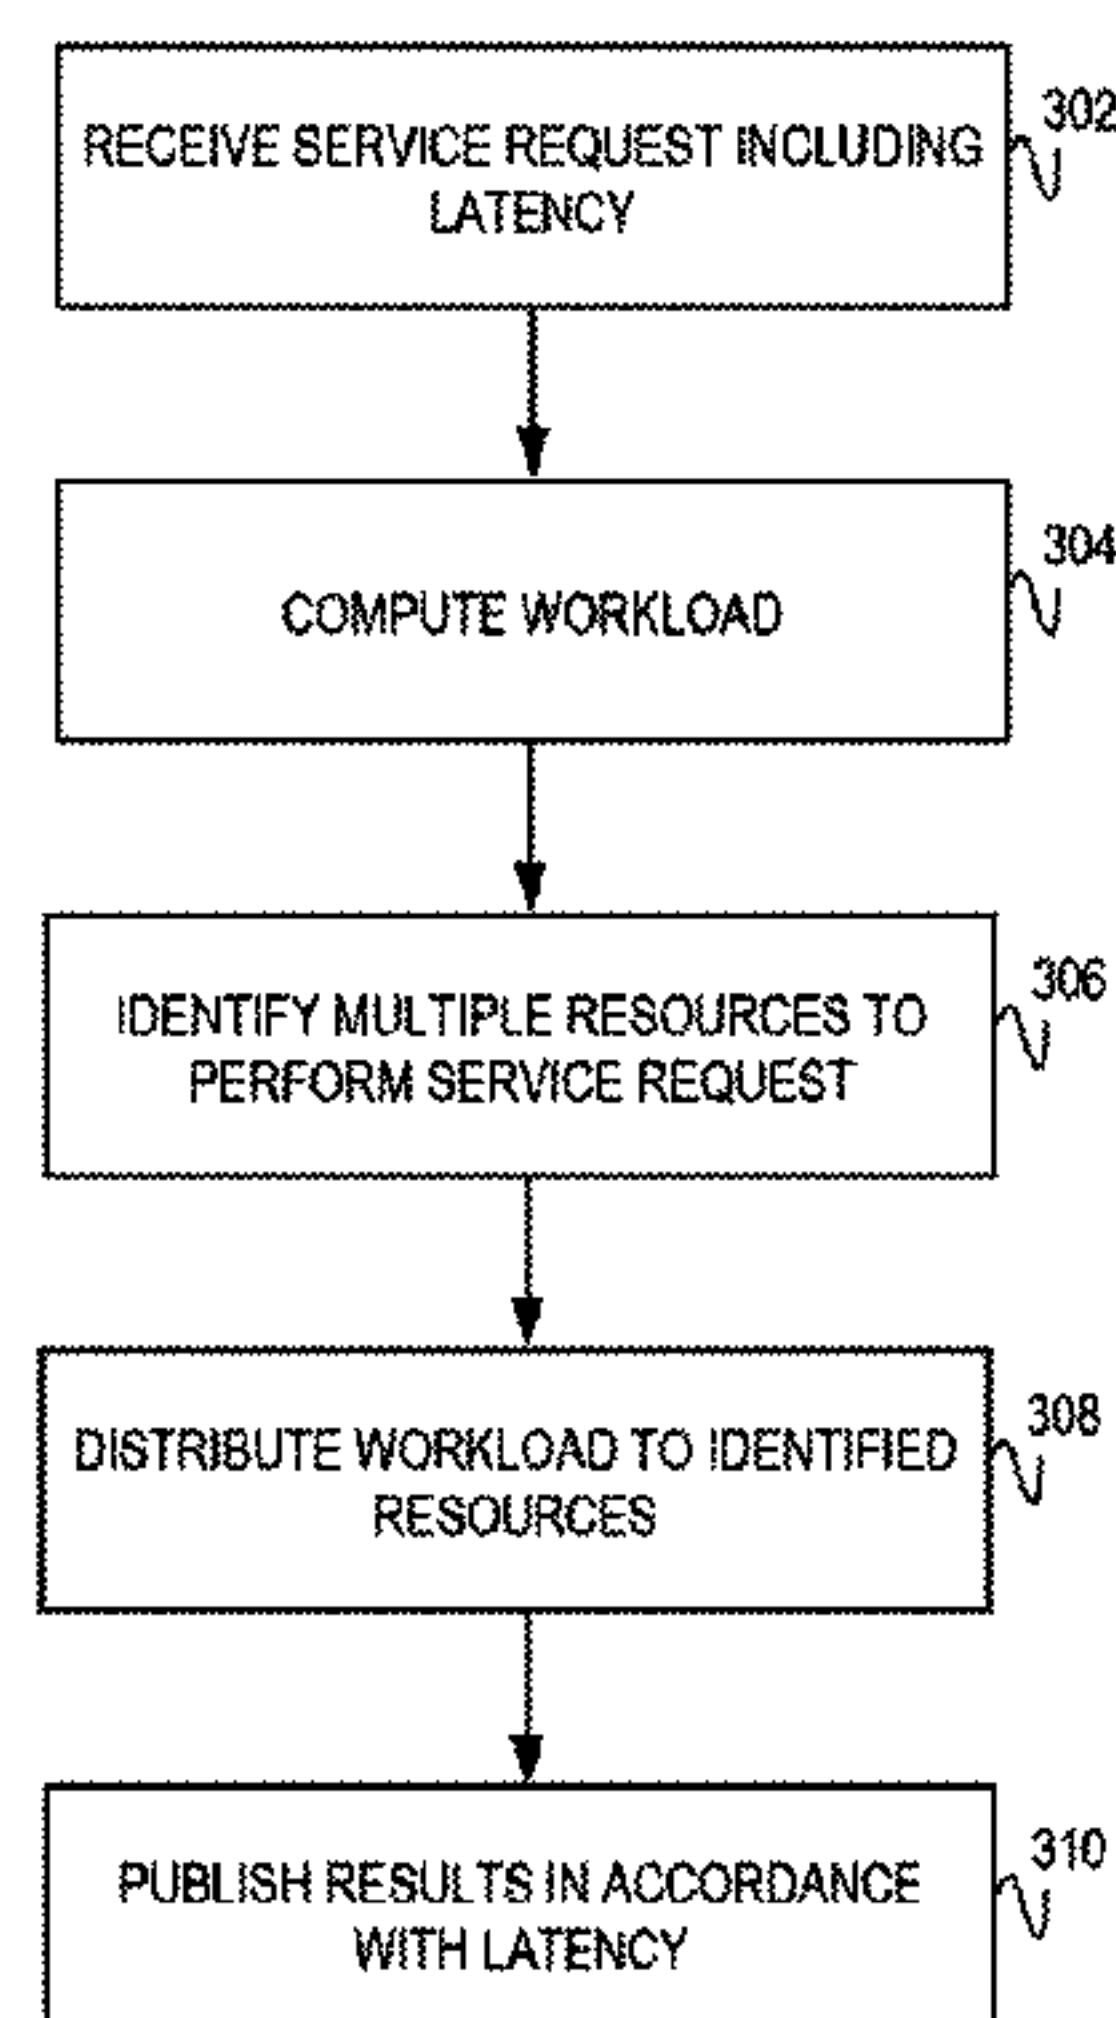 RECEIVE SERVICE REQUEST INCLUDING
LATENCY
302
COMPUTE WORKLOAD
304
IDENTIFY MULTIPLE RESOURCES TO
PERFORM SERVICE REQUEST
306
DISTRIBUTE WORKLOAD TO IDENTIFIED
RESOURCES
308
PUBLISH RESULTS IN ACCORDANCE
WITH LATENCY
310